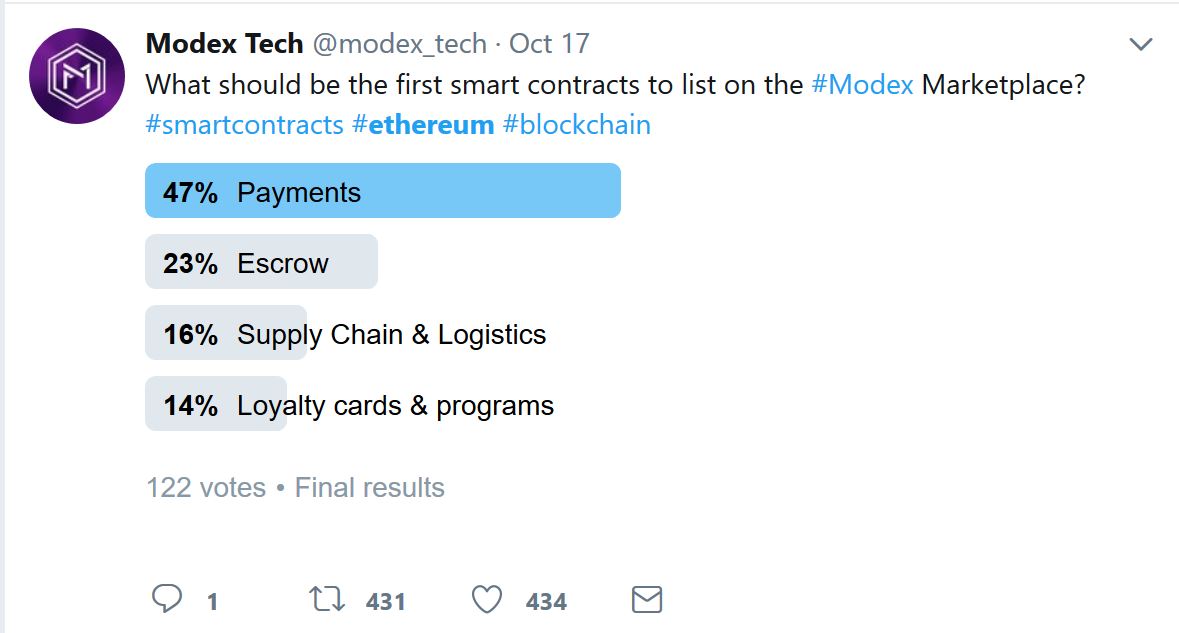 Modex Tech @modex_tech · Oct 17
What should be the first smart contracts to list on the #Modex Marketplace?
#smartcontracts #ethereum #blockchain
47% Payments
23% Escrow
16% Supply Chain & Logistics
14% Loyalty cards & programs
122 votes • Final results
1 431 434